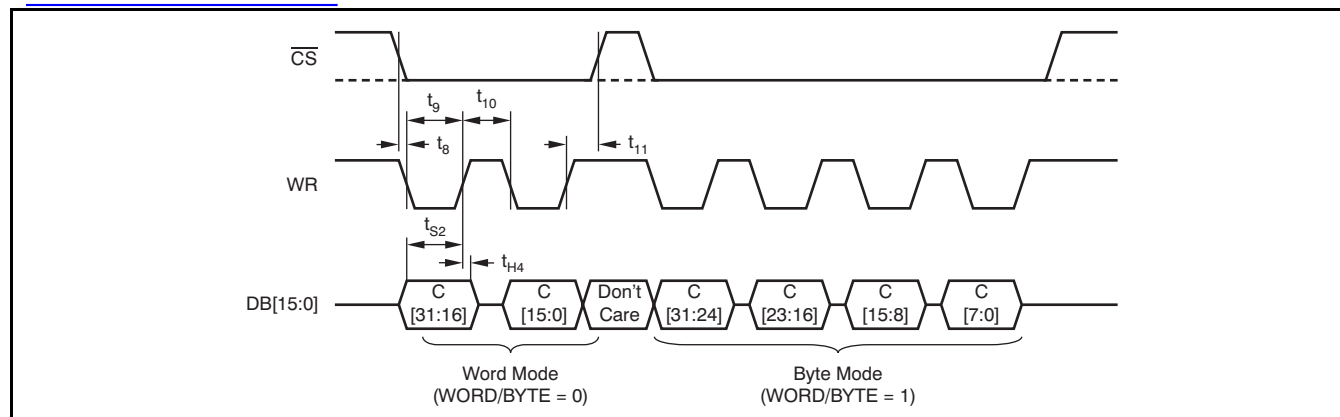 CS
t9
t10
t8
t11
WR
tS2
tH4
DB[15:0]
C
[31:16]
C
[15:0]
Don't
Care
C
[31:24]
C
[23:16]
C
[15:8]
C
[7:0]
Word Mode
(WORD/BYTE = 0)
Byte Mode
(WORD/BYTE = 1)